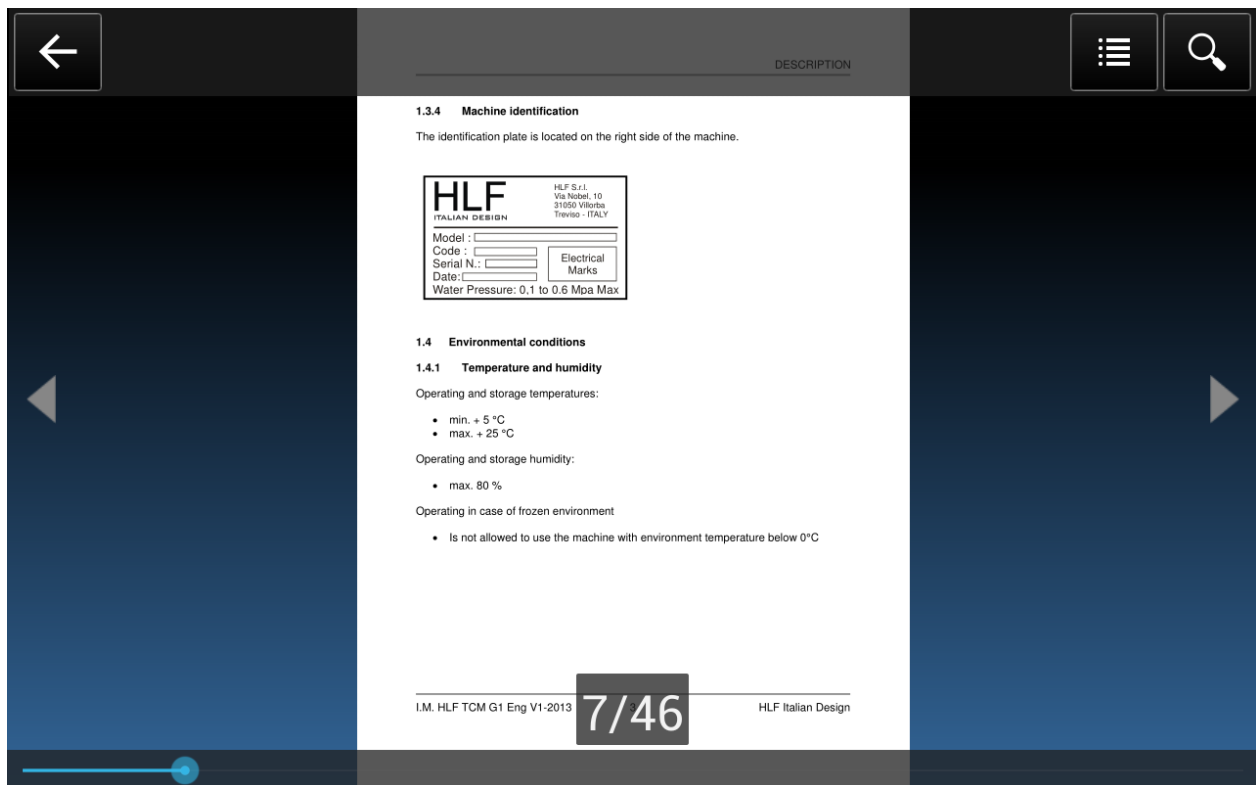 DESCRIPTION
1.3.4 Machine identification
The identification plate is located on the right side of the machine.
HLF
ITALIAN DESIGN
HLF S.r.l.
Via Nobel, 10
31050 Villorba
Treviso - ITALY
Model :
Code :
Serial N.:
Date:
Electrical
Marks
Water Pressure: 0,1 to 0.6 Mpa Max
1.4 Environmental conditions
1.4.1 Temperature and humidity
Operating and storage temperatures:
• min. + 5 °C
• max. + 25 °C
Operating and storage humidity:
• max. 80 %
Operating in case of frozen environment
• Is not allowed to use the machine with environment temperature below 0°C
I.M. HLF TCM G1 Eng V1-2013 3 HLF Italian Design
7/46